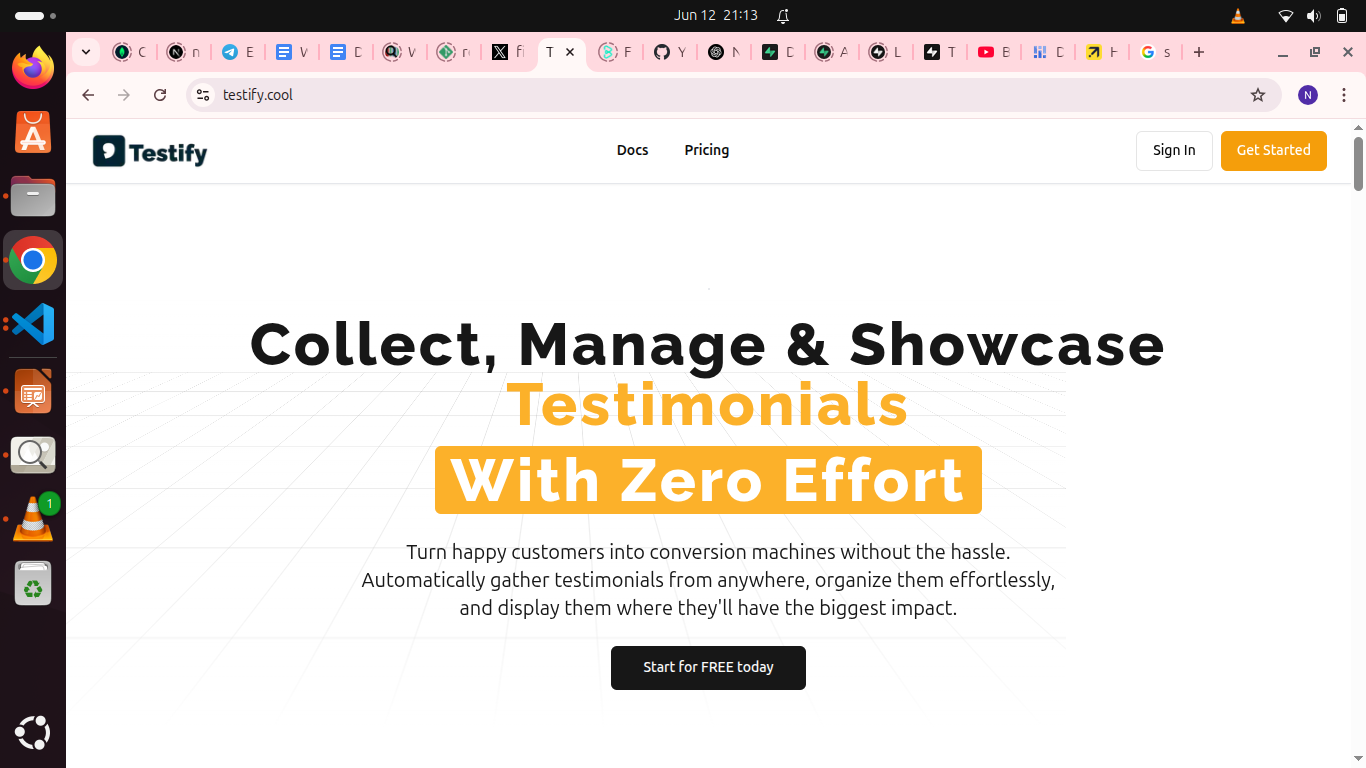 Jun 12 21:13
C
n
E
W
D
W
r
fi
T
F
Y
N
D
A
L
T
B
D
H
s
testify.cool
N
Testify
Docs
Pricing
Sign In
Get Started
Collect, Manage & Showcase
Testimonials
With Zero Effort
Turn happy customers into conversion machines without the hassle.
Automatically gather testimonials from anywhere, organize them effortlessly,
and display them where they'll have the biggest impact.
Start for FREE today
1